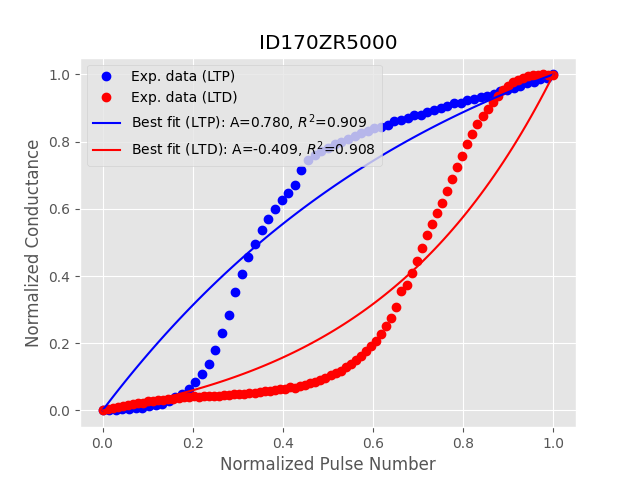 ID170ZR5000
Exp. data (LTP)
Exp. data (LTD)
Best fit (LTP): A=0.780, R²=0.909
Best fit (LTD): A=-0.409, R²=0.908
Normalized Conductance
1.0
0.8
0.6
0.4
0.2
0.0
0.0 0.2 0.4 0.6 0.8 1.0
Normalized Pulse Number